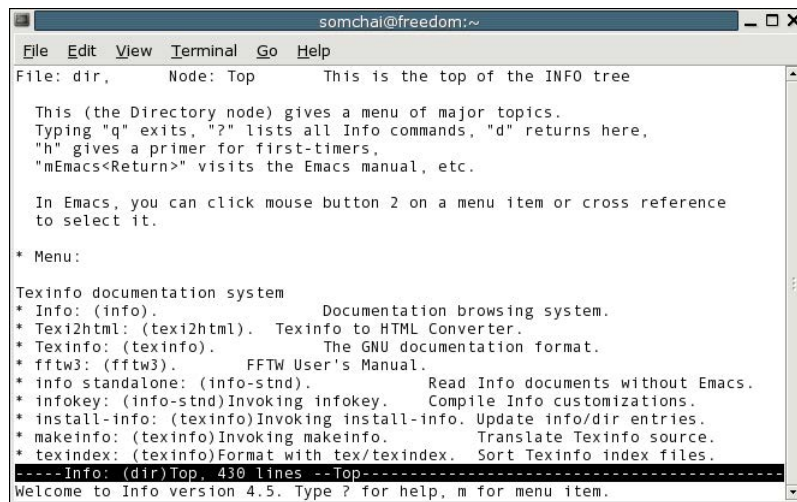 somchai@freedom:~
File Edit View Terminal Go Help
File: dir, Node: Top This is the top of the INFO tree
This (the Directory node) gives a menu of major topics.
Typing "q" exits, "?" lists all Info commands, "d" returns here,
"h" gives a primer for first-timers,
"mEmacs<Return>" visits the Emacs manual, etc.
In Emacs, you can click mouse button 2 on a menu item or cross reference
to select it.
* Menu:
Texinfo documentation system
* Info: (info). Documentation browsing system.
* Texi2html: (texi2html). Texinfo to HTML Converter.
* Texinfo: (texinfo). The GNU documentation format.
* fftw3: (fftw3). FFTW User's Manual.
* info standalone: (info-stnd). Read Info documents without Emacs.
* infokey: (info-stnd)Invoking infokey. Compile Info customizations.
* install-info: (texinfo)Invoking install-info. Update info/dir entries.
* makeinfo: (texinfo)Invoking makeinfo. Translate Texinfo source.
* texindex: (texinfo)Format with tex/texindex. Sort Texinfo index files.
-----Info: (dir)Top, 430 lines --Top---------------------------------------------
Welcome to Info version 4.5. Type ? for help, m for menu item.